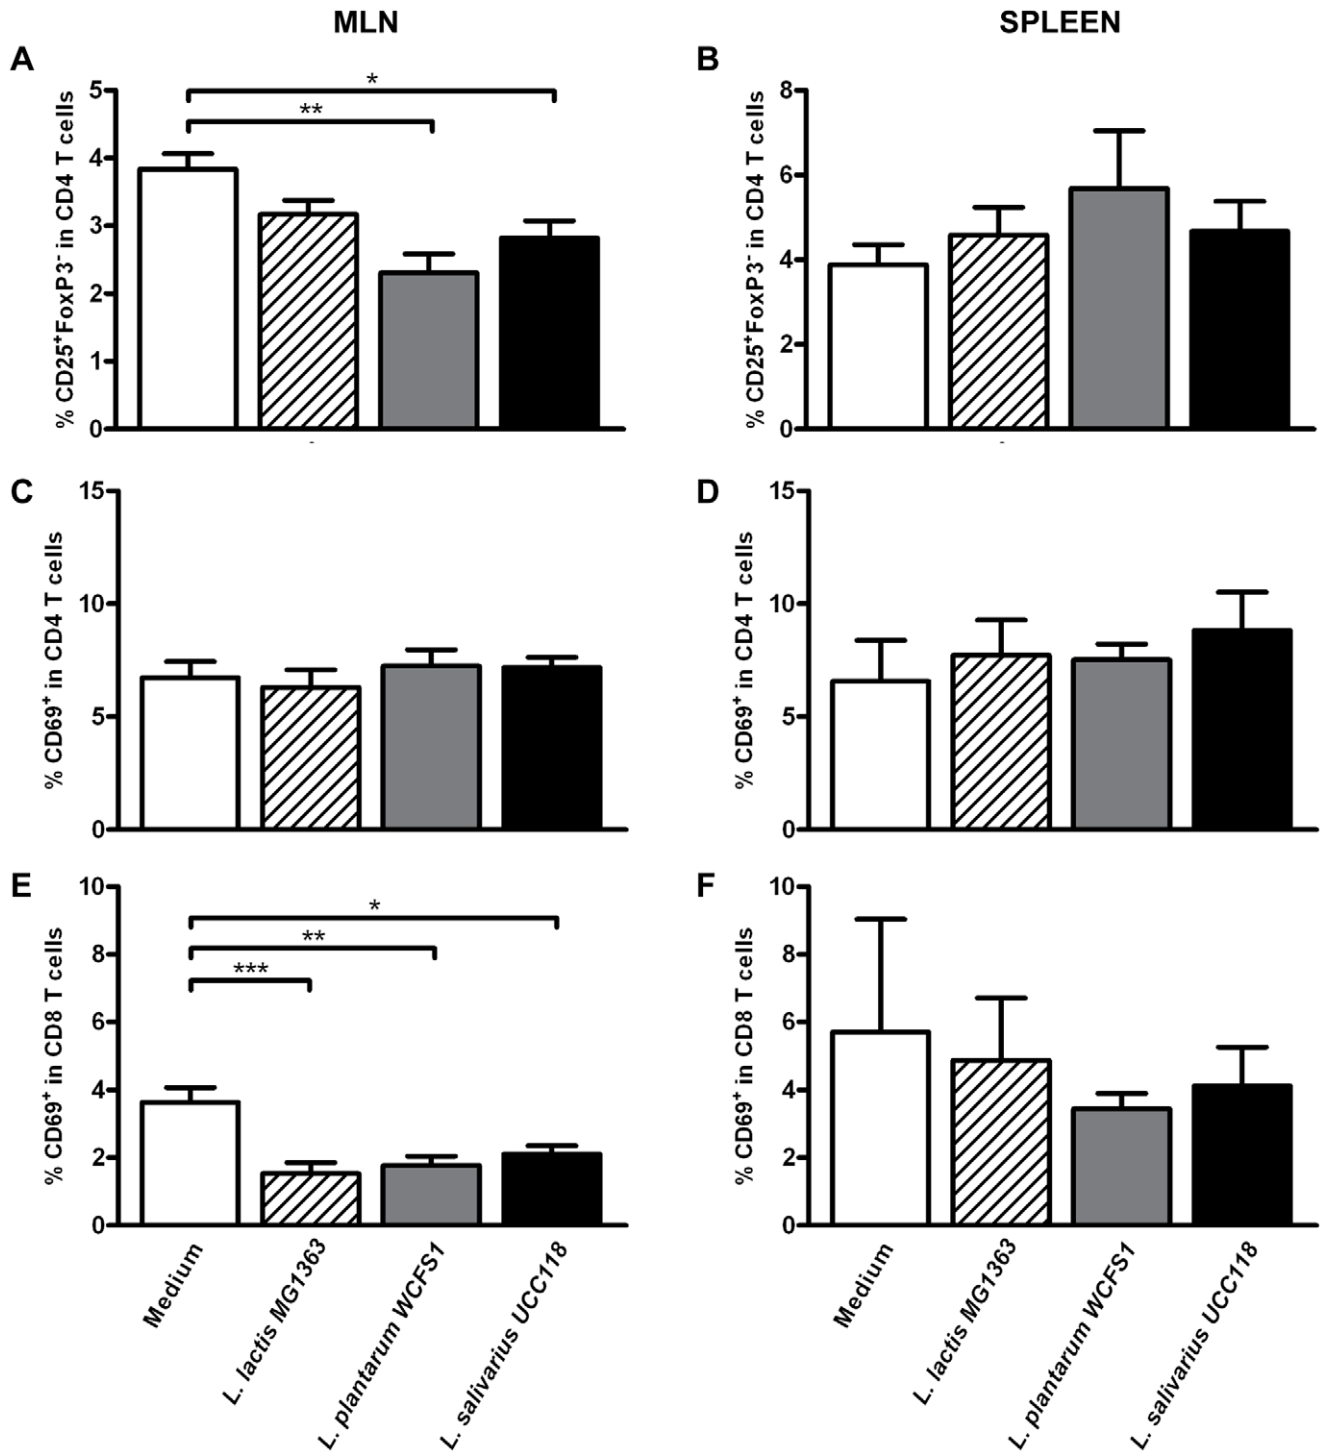 MLN
SPLEEN
A
% CD25⁺FoxP3⁻ in CD4 T cells
5
4
3
2
1
0
*
**
B
% CD25⁺FoxP3⁻ in CD4 T cells
8
6
4
2
0
C
% CD69⁺ in CD4 T cells
15
10
5
0
D
% CD69⁺ in CD4 T cells
15
10
5
0
E
% CD69⁺ in CD8 T cells
10
8
6
4
2
0
*
**
***
Medium
L. lactis MG1363
L. plantarum WCFS1
L. salivarius UCC118
F
% CD69⁺ in CD8 T cells
10
8
6
4
2
0
Medium
L. lactis MG1363
L. plantarum WCFS1
L. salivarius UCC118